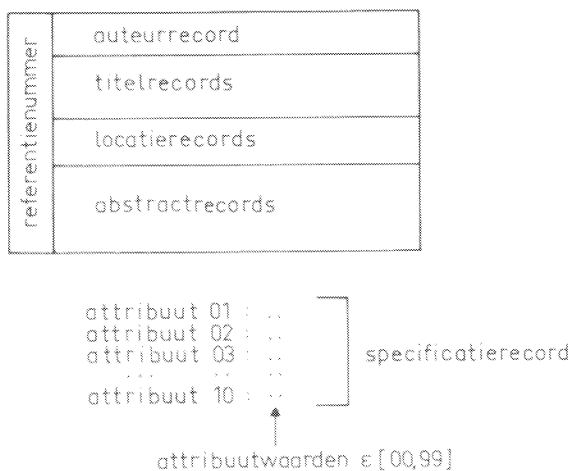 referentienummer
auteurrecord
titelrecords
locatierecords
abstractrecords
attribuut 01 : ..
attribuut 02 : ..
attribuut 03 : ..
... .. ..
attribuut 10 : ..
specificatierecord
attribuutwaarden ε [00,99]